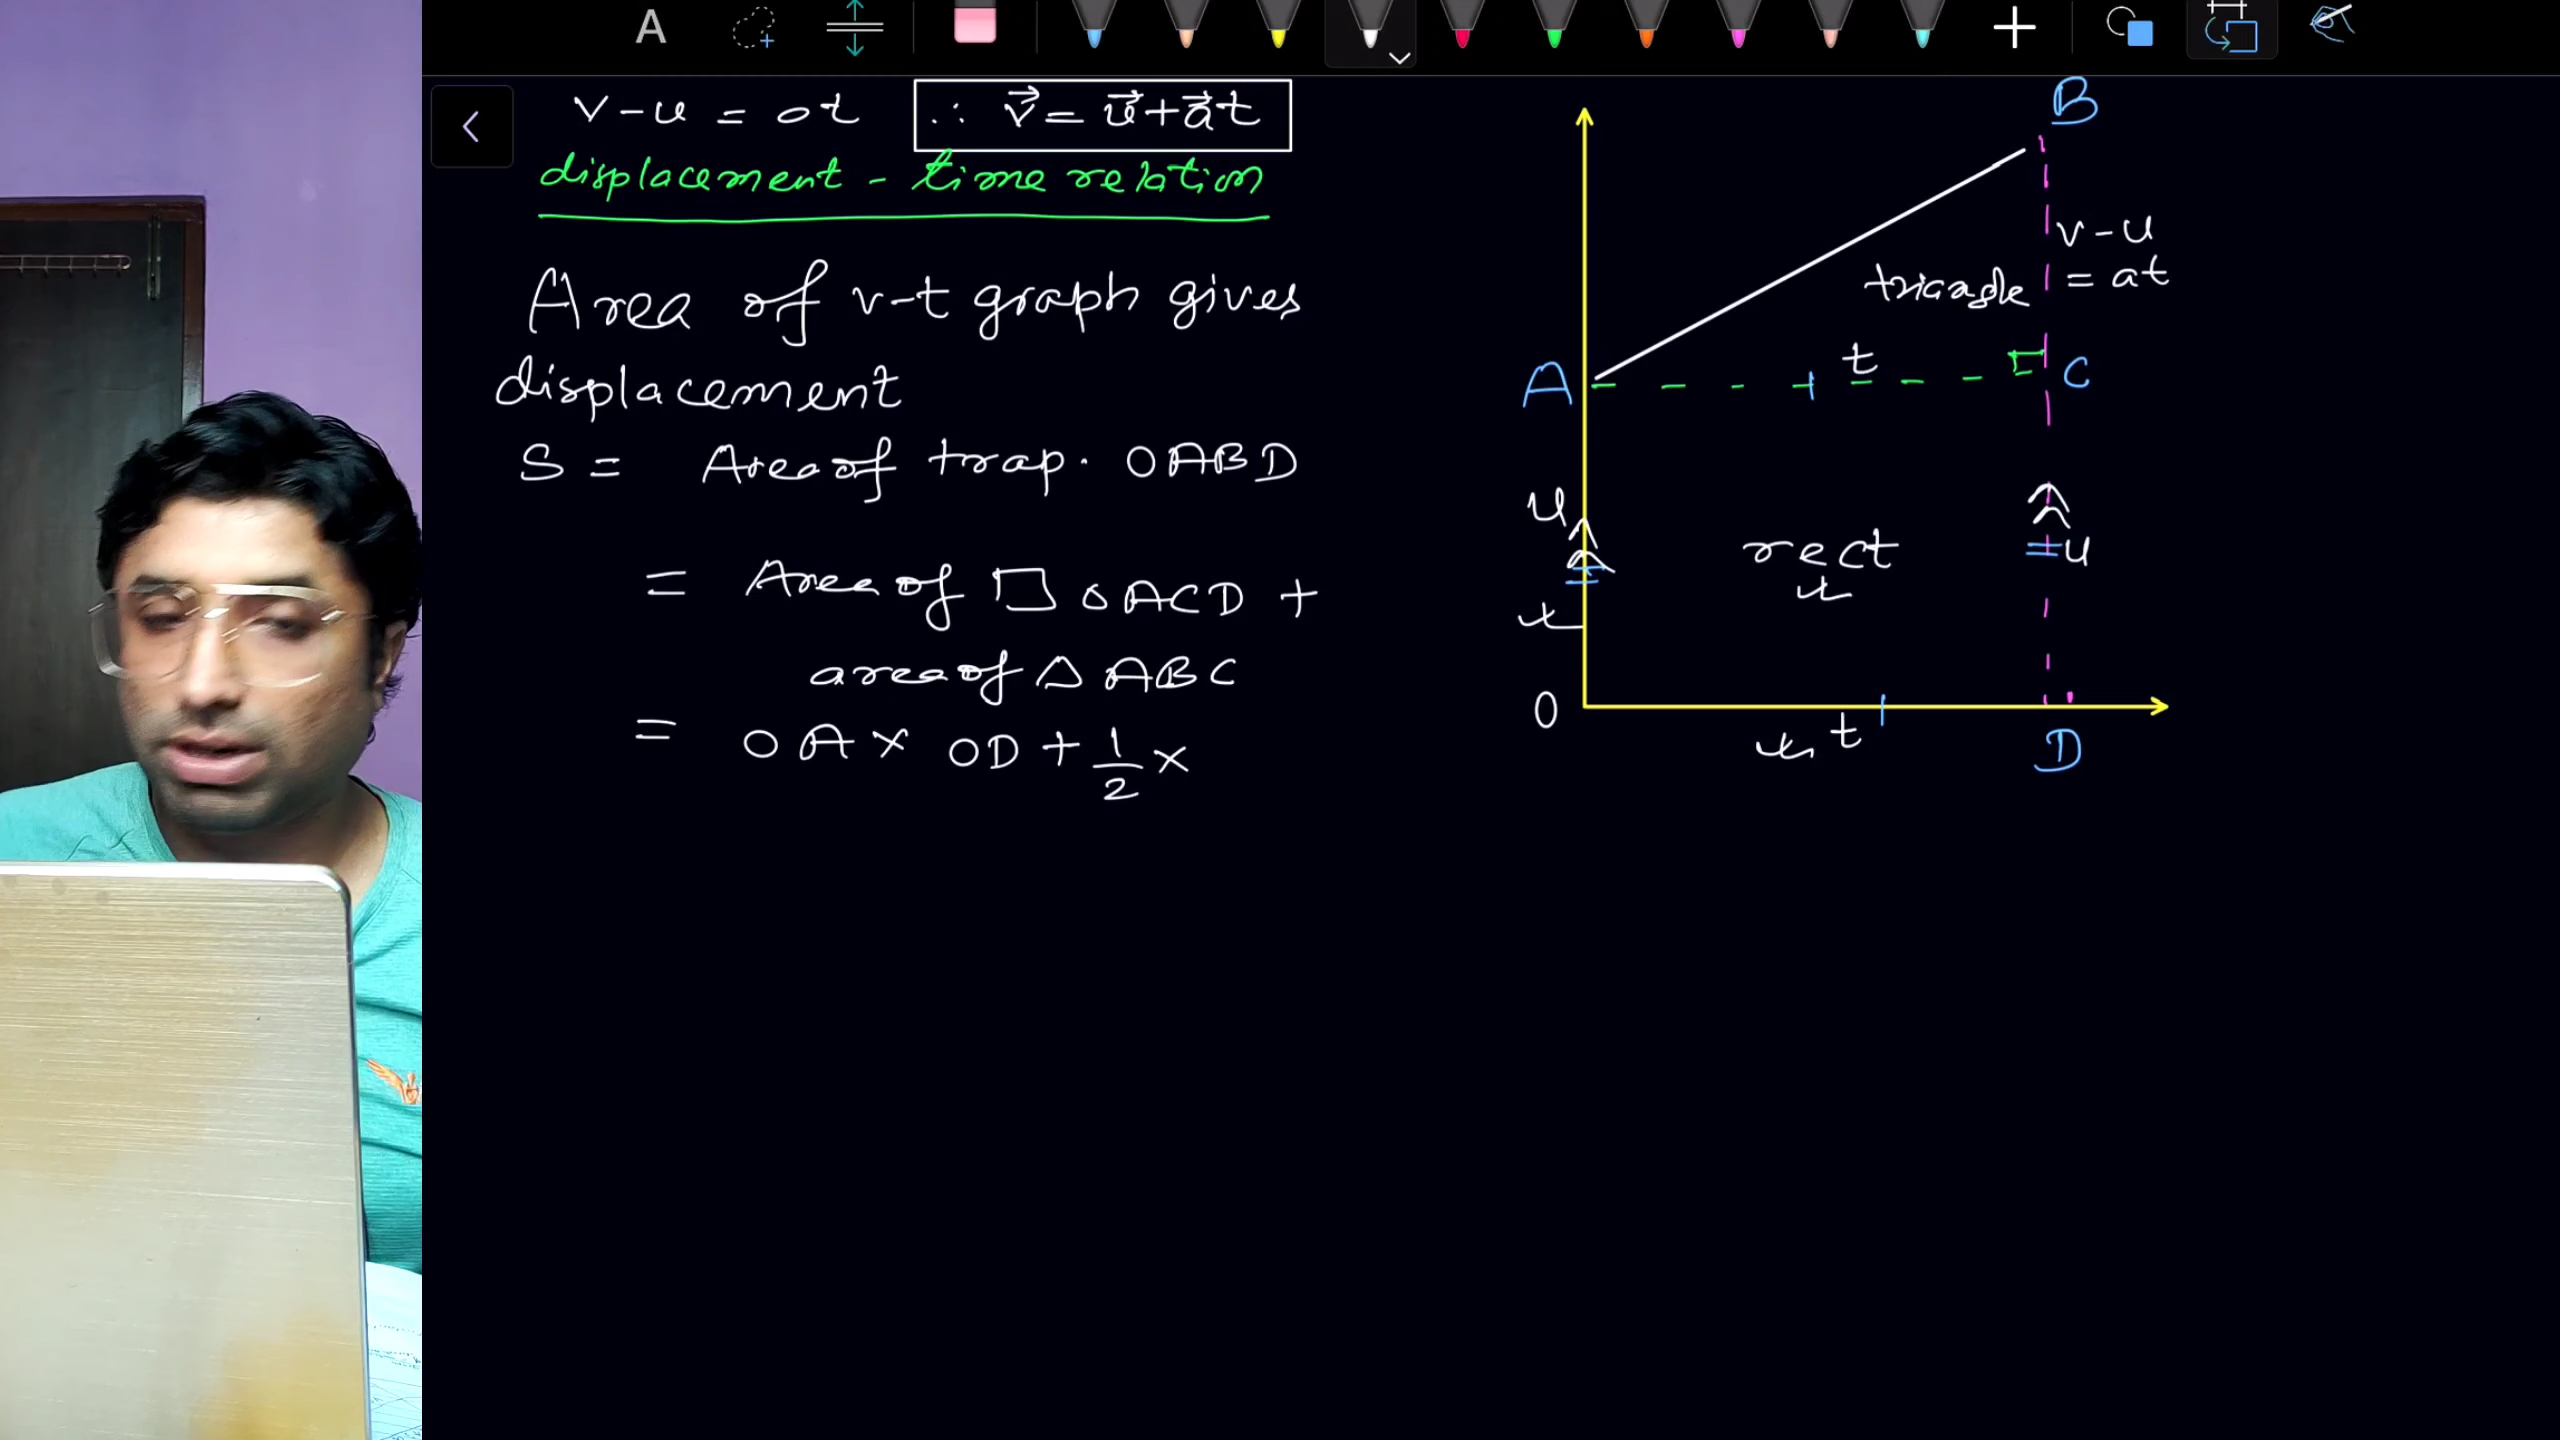 A
v-u = at ∴ v⃗ = u⃗ + a⃗t
displacement - time relation
Area of v-t graph gives
displacement
S = Area of trap. OABD
= Area of □ OACD +
area of △ ABC
= OA × OD + 1/2 ×
B
v-u
triangle = at
A t C
u
rect u
O t D